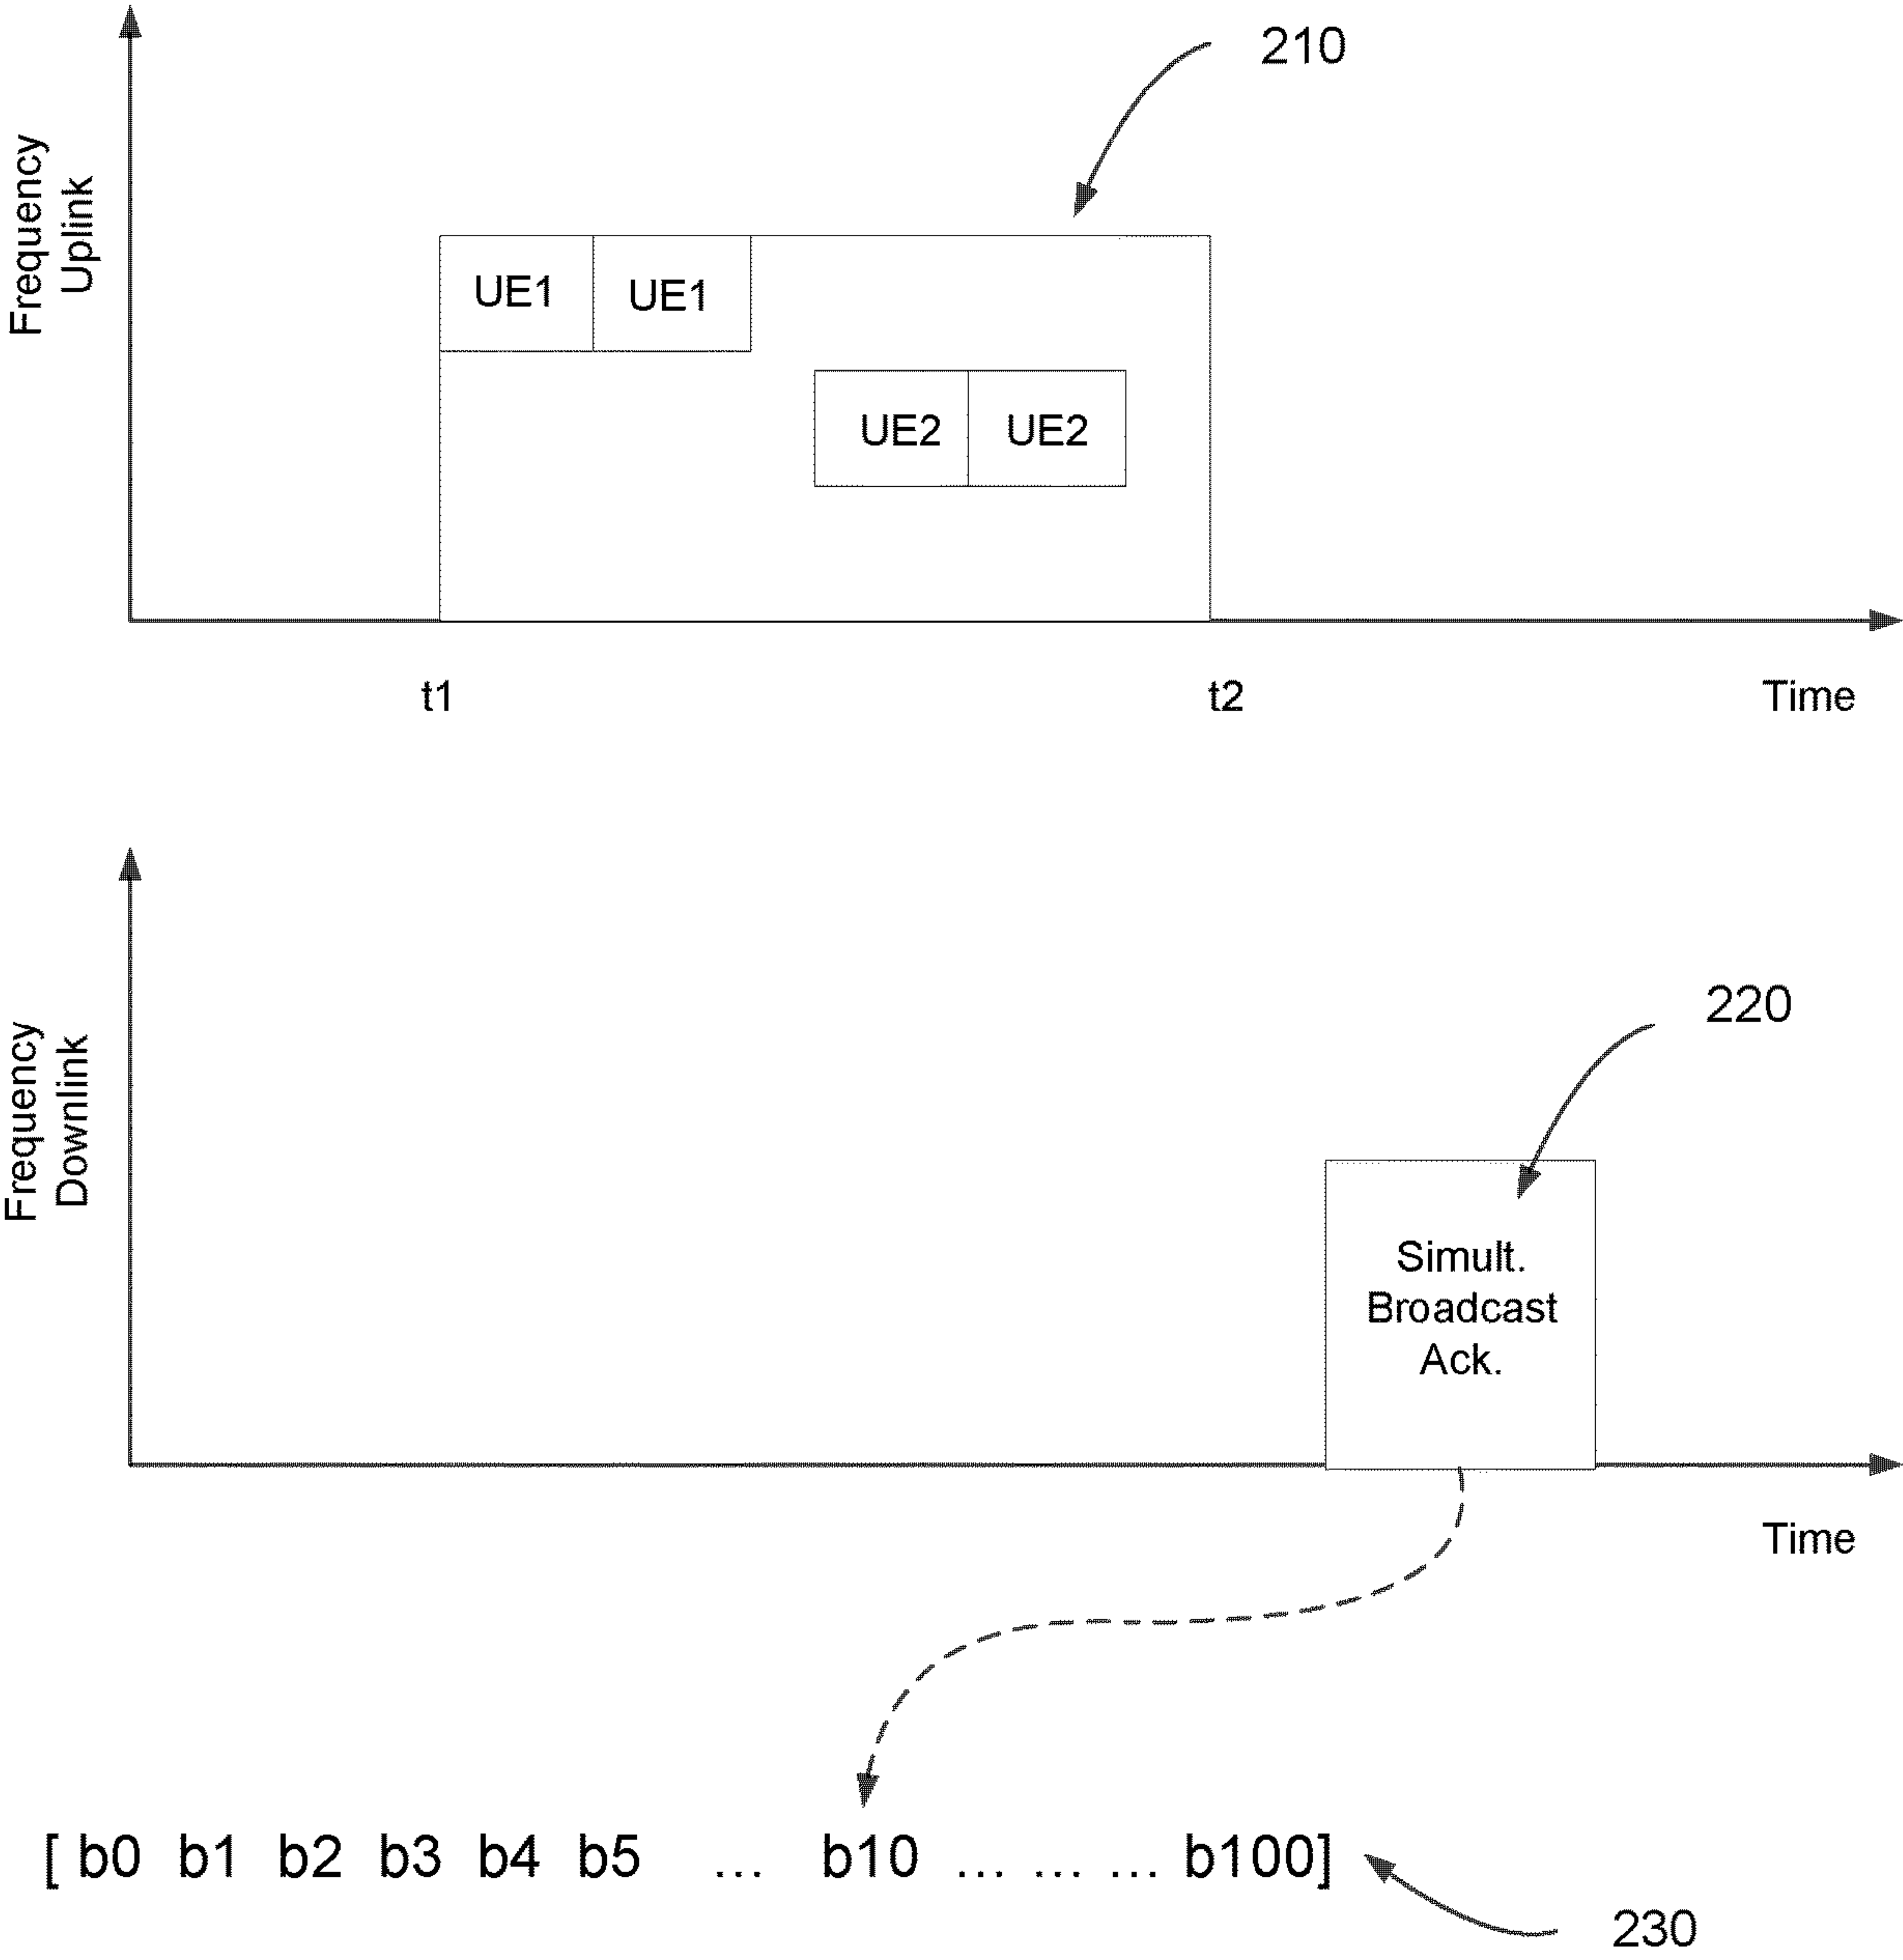 210
Frequency
Uplink
UE1 UE1
UE2 UE2
t1 t2 Time
220
Frequency
Downlink
Simult.
Broadcast
Ack.
Time
[ b0 b1 b2 b3 b4 b5 ... b10 ... ... ... b100]
230